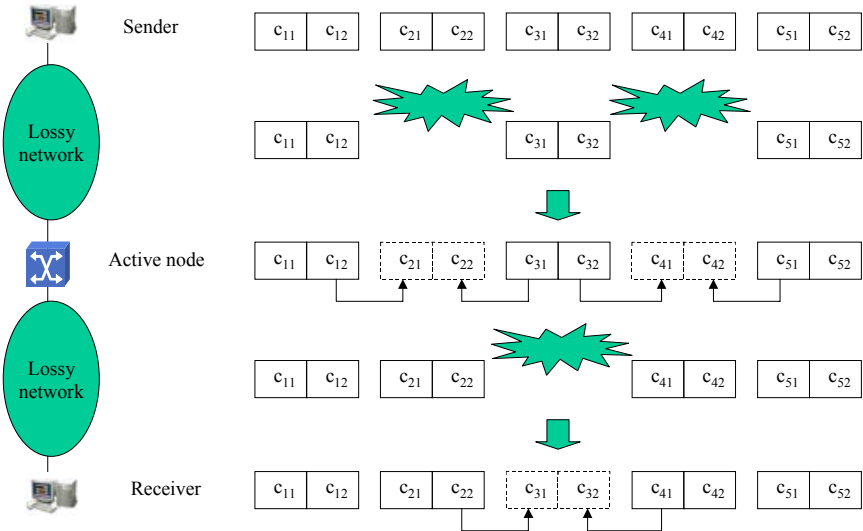 Sender c11 c12 c21 c22 c31 c32 c41 c42 c51 c52
Lossy
network
c11 c12 c31 c32 c51 c52
Active node c11 c12 c21 c22 c31 c32 c41 c42 c51 c52
Lossy
network
c11 c12 c21 c22 c41 c42 c51 c52
Receiver c11 c12 c21 c22 c31 c32 c41 c42 c51 c52